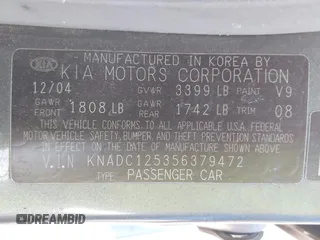 MANUFACTURED IN KOREA BY
KIA KIA MOTORS CORPORATION
12/04 GVWR 3399 LB PAINT V9
GAWR FRONT 1808 LB GAWR REAR 1742 LB TRIM 08
THIS VEHICLE CONFORMS TO ALL APPLICABLE U.S. FEDERAL
MOTOR VEHICLE SAFETY, BUMPER AND THEFT PREVENTION
STANDARDS IN EFFECT ON THE DATE OF MANUFACTURE
SHOWN ABOVE.
V.I.N KNADC125356379472
TYPE PASSENGER CAR
DREAMBID